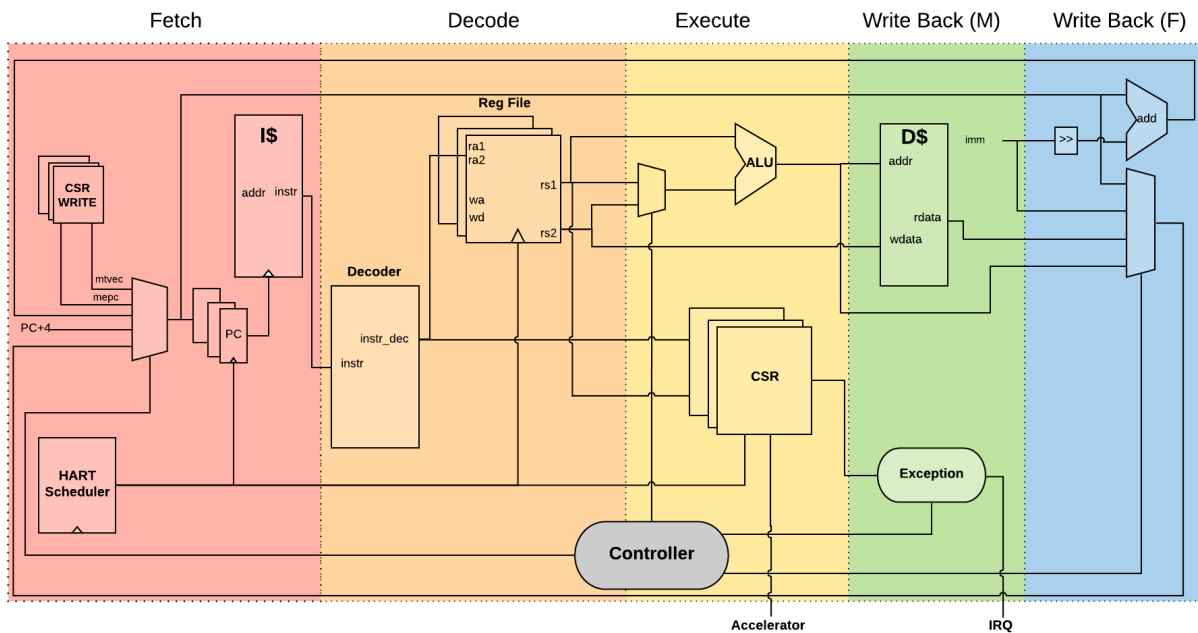 Fetch
Decode
Execute
Write Back (M)
Write Back (F)
Reg File
I$
addr instr
CSR
WRITE
mtvec
mepc
PC+4
PC
HART
Scheduler
Decoder
instr_dec
instr
ra1
ra2
wa
wd
rs1
rs2
ALU
CSR
Controller
Accelerator
D$
addr
rdata
wdata
imm
Exception
IRQ
>>
add